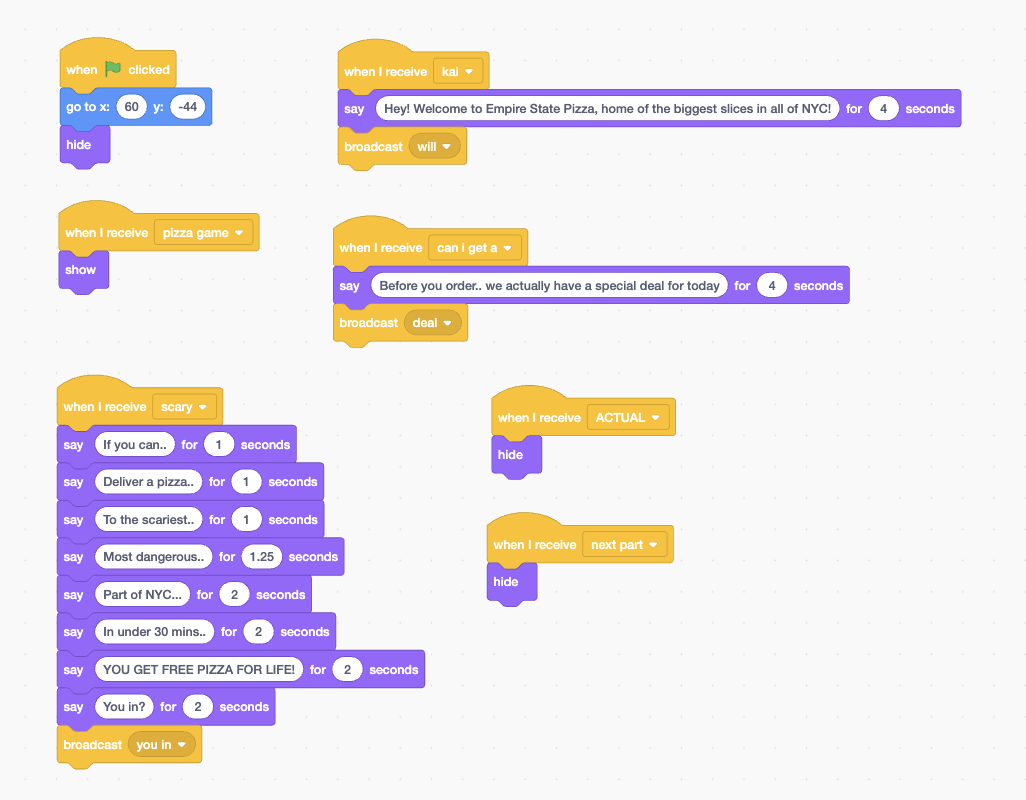 when clicked
go to x: 60 y: -44
hide
when I receive kai
say Hey! Welcome to Empire State Pizza, home of the biggest slices in all of NYC! for 4 seconds
broadcast will
when I receive pizza game
show
when I receive can i get a
say Before you order.. we actually have a special deal for today for 4 seconds
broadcast deal
when I receive scary
say If you can.. for 1 seconds
say Deliver a pizza.. for 1 seconds
say To the scariest.. for 1 seconds
say Most dangerous.. for 1.25 seconds
say Part of NYC... for 2 seconds
say In under 30 mins.. for 2 seconds
say YOU GET FREE PIZZA FOR LIFE! for 2 seconds
say You in? for 2 seconds
broadcast you in
when I receive ACTUAL
hide
when I receive next part
hide